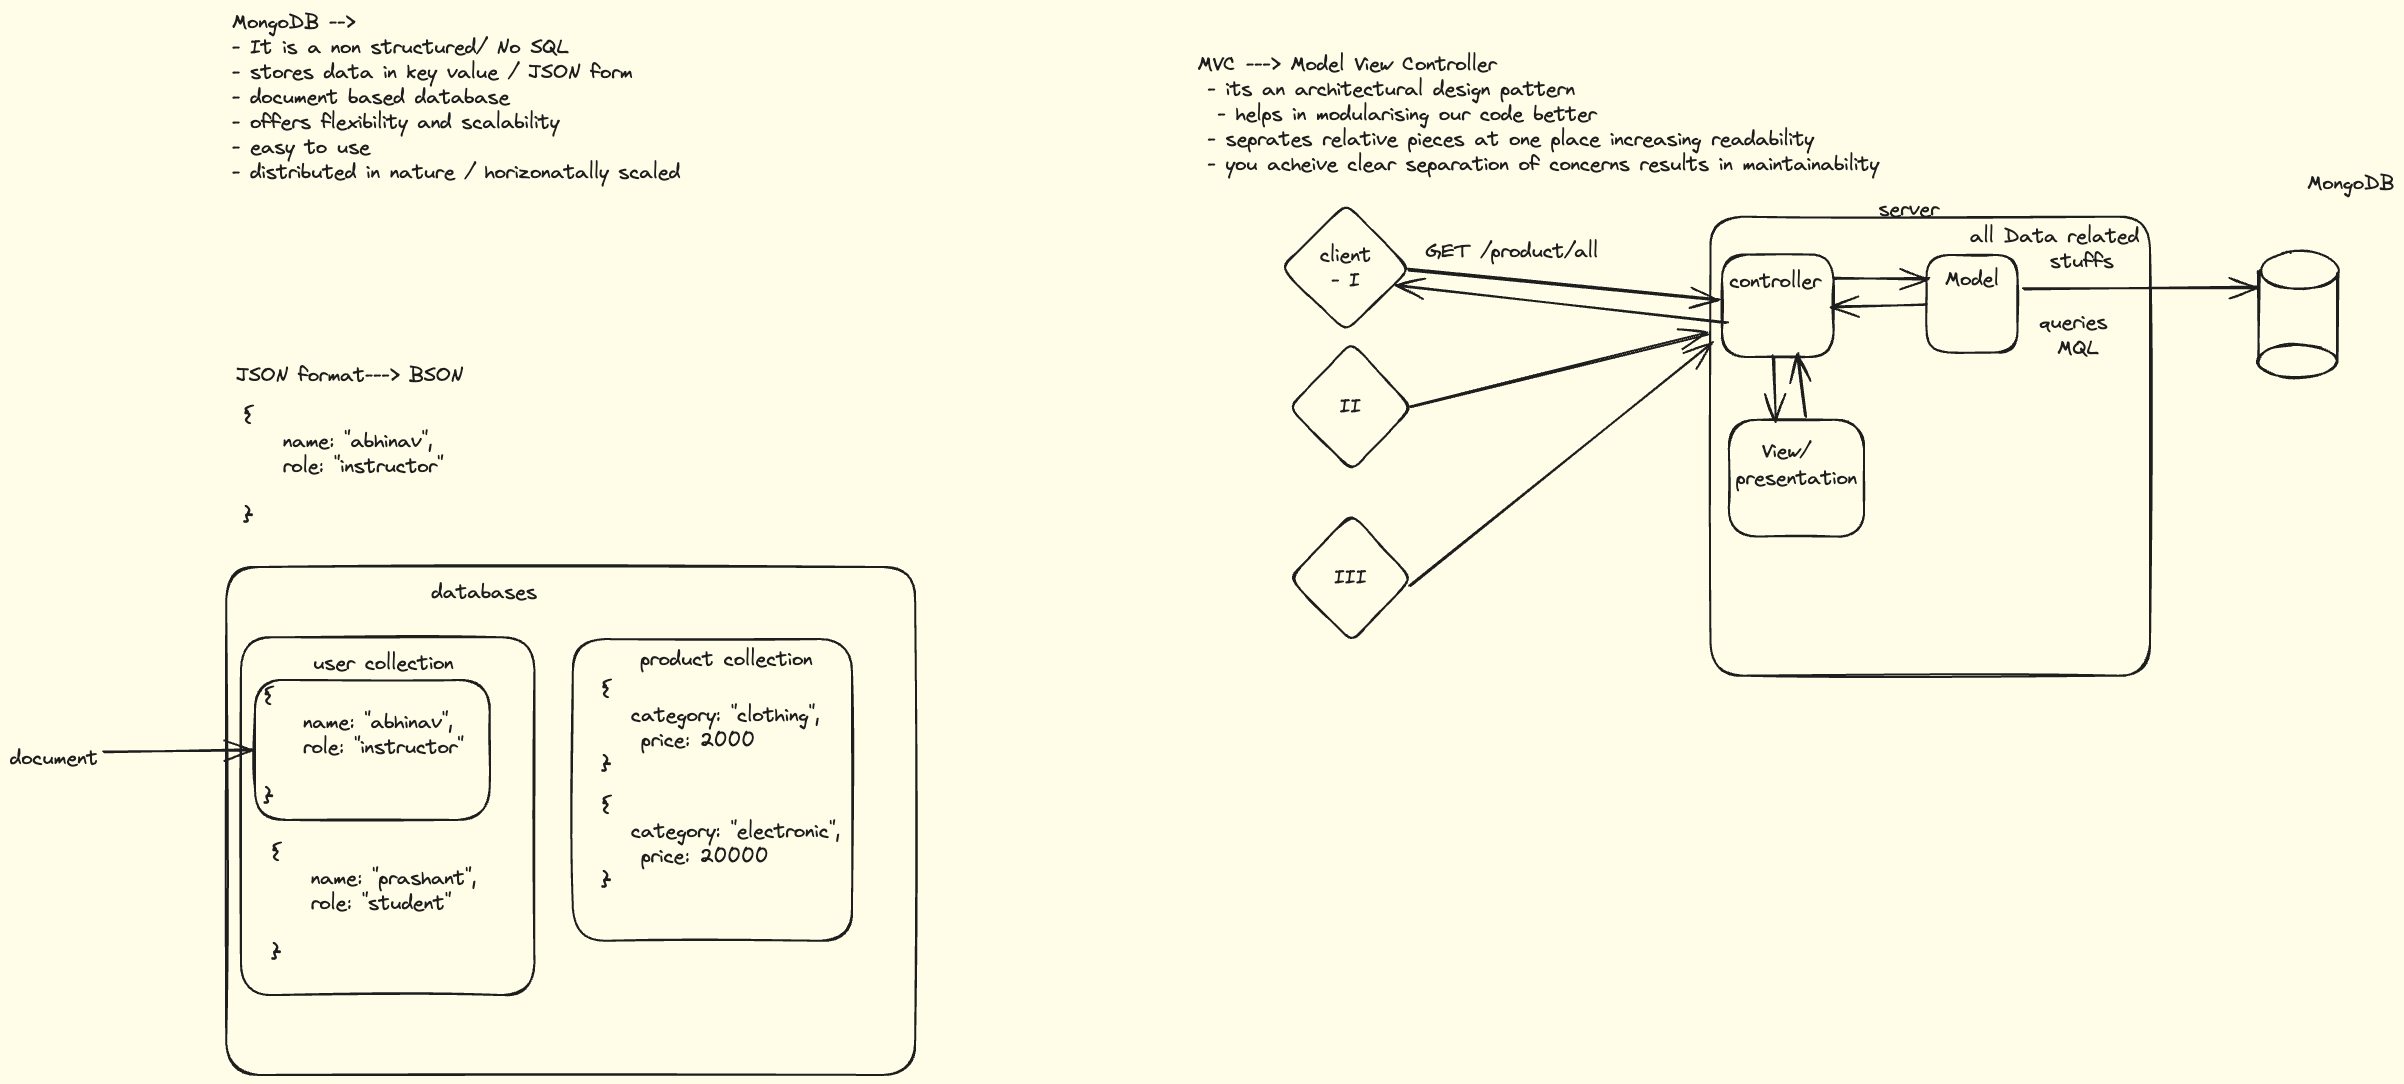 MongoDB -->
- It is a non structured/ No SQL
- stores data in key value / JSON form
- document based database
- offers flexibility and scalability
- easy to use
- distributed in nature / horizonatally scaled
JSON format---> BSON
{
name: "abhinav",
role: "instructor"
}
databases
user collection
{
name: "abhinav",
role: "instructor"
}
document
{
name: "prashant",
role: "student"
}
product collection
{
category: "clothing",
price: 2000
}
{
category: "electronic",
price: 20000
}
MVC ---> Model View Controller
- its an architectural design pattern
- helps in modularising our code better
- seprates relative pieces at one place increasing readability
- you acheive clear separation of concerns results in maintainability
MongoDB
server
all Data related
stuffs
client
- I
GET /product/all
controller
Model
queries
MQL
II
View/
presentation
III